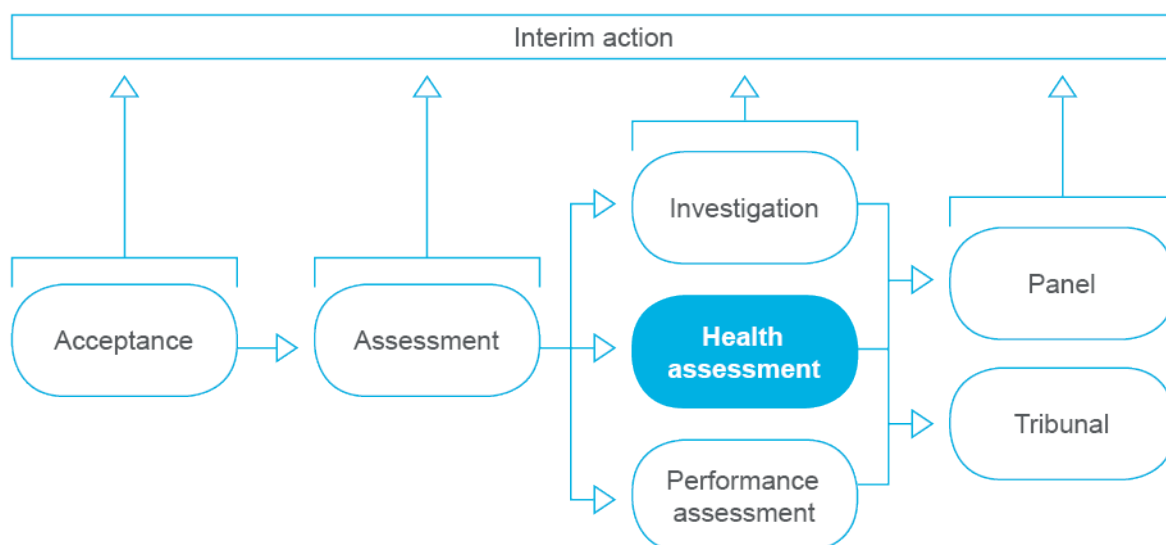 Interim action
Acceptance
Assessment
Investigation
Health
assessment
Performance
assessment
Panel
Tribunal